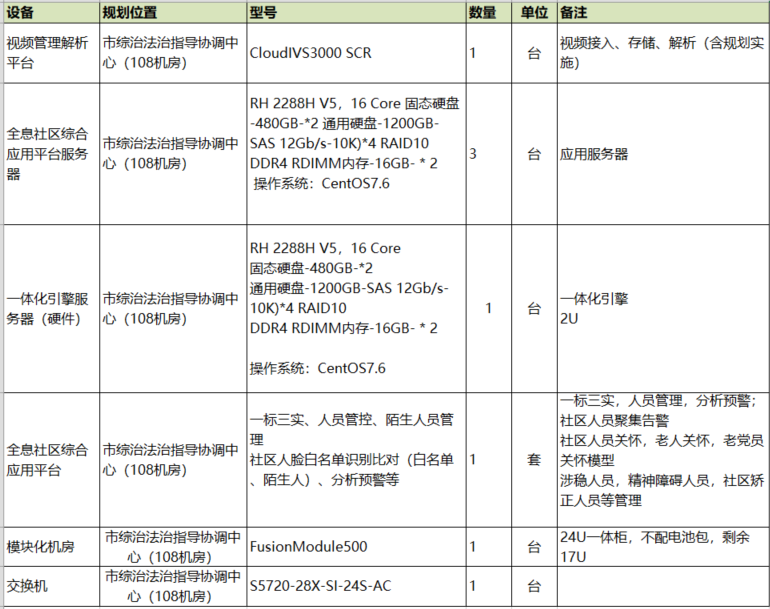 设备 规划位置 型号 数量 单位 备注
视频管理解析
平台
市综治法治指导协调中
心（108机房）
CloudIVS3000 SCR
1
台
视频接入、存储、解析（含规划实
施）
全息社区综合
应用平台服务
器
市综治法治指导协调中
心（108机房）
RH 2288H V5，16 Core 固态硬盘
-480GB-*2 通用硬盘-1200GB-
SAS 12Gb/s-10K)*4 RAID10
DDR4 RDIMM内存-16GB- * 2
操作系统：CentOS7.6
3
台
应用服务器
一体化引擎服
务器（硬件）
市综治法治指导协调中
心（108机房）
RH 2288H V5，16 Core
固态硬盘-480GB-*2
通用硬盘-1200GB-SAS 12Gb/s-
10K)*4 RAID10
DDR4 RDIMM内存-16GB- * 2
操作系统：CentOS7.6
1
台
一体化引擎
2U
全息社区综合
应用平台
市综治法治指导协调中
心（108机房）
一标三实、人员管控、陌生人员管
理
社区人脸白名单识别比对（白名单
、陌生人）、分析预警等
1
套
一标三实，人员管理，分析预警；
社区人员聚集告警
社区人员关怀，老人关怀，老党员
关怀模型
涉稳人员，精神障碍人员，社区矫
正人员等管理
模块化机房
市综治法治指导协调中
心（108机房）
FusionModule500
1
台
24U一体柜，不配电池包，剩余
17U
交换机
市综治法治指导协调中
心（108机房）
S5720-28X-SI-24S-AC
1
台